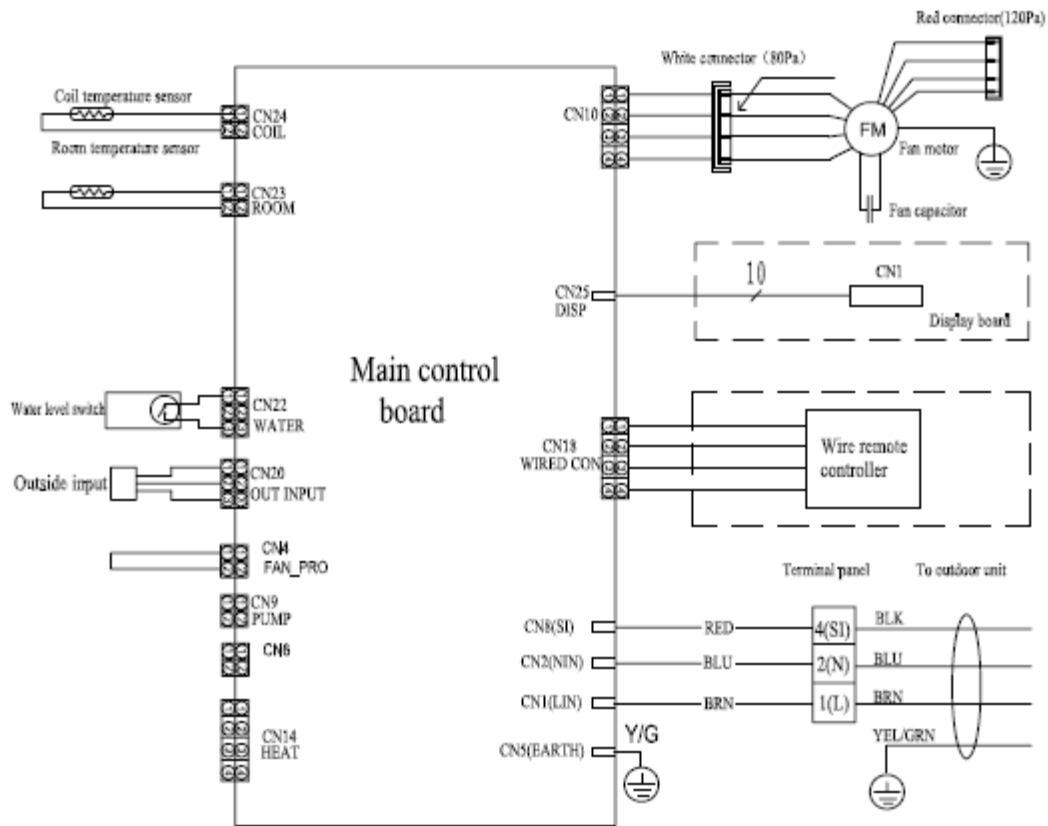 Red connector(120Pa)
White connector（80Pa）
Coil temperature sensor
CN24
COIL
CN10
FM
Room temperature sensor
Fan motor
CN23
ROOM
Fan capacitor
10
CN1
CN25
DISP
Display board
Main control
board
Water level switch
CN22
WATER
CN18
WIRED CON
Wire remote
controller
Outside input
CN20
OUT INPUT
CN4
FAN_PRO
Terminal panel
To outdoor unit
CN9
PUMP
CN8(SI)
RED
4(SI)
BLK
CN6
CN2(NIN)
BLU
2(N)
BLU
CN1(LIN)
BRN
1(L)
BRN
CN14
HEAT
Y/G
YEL/GRN
CN5(EARTH)